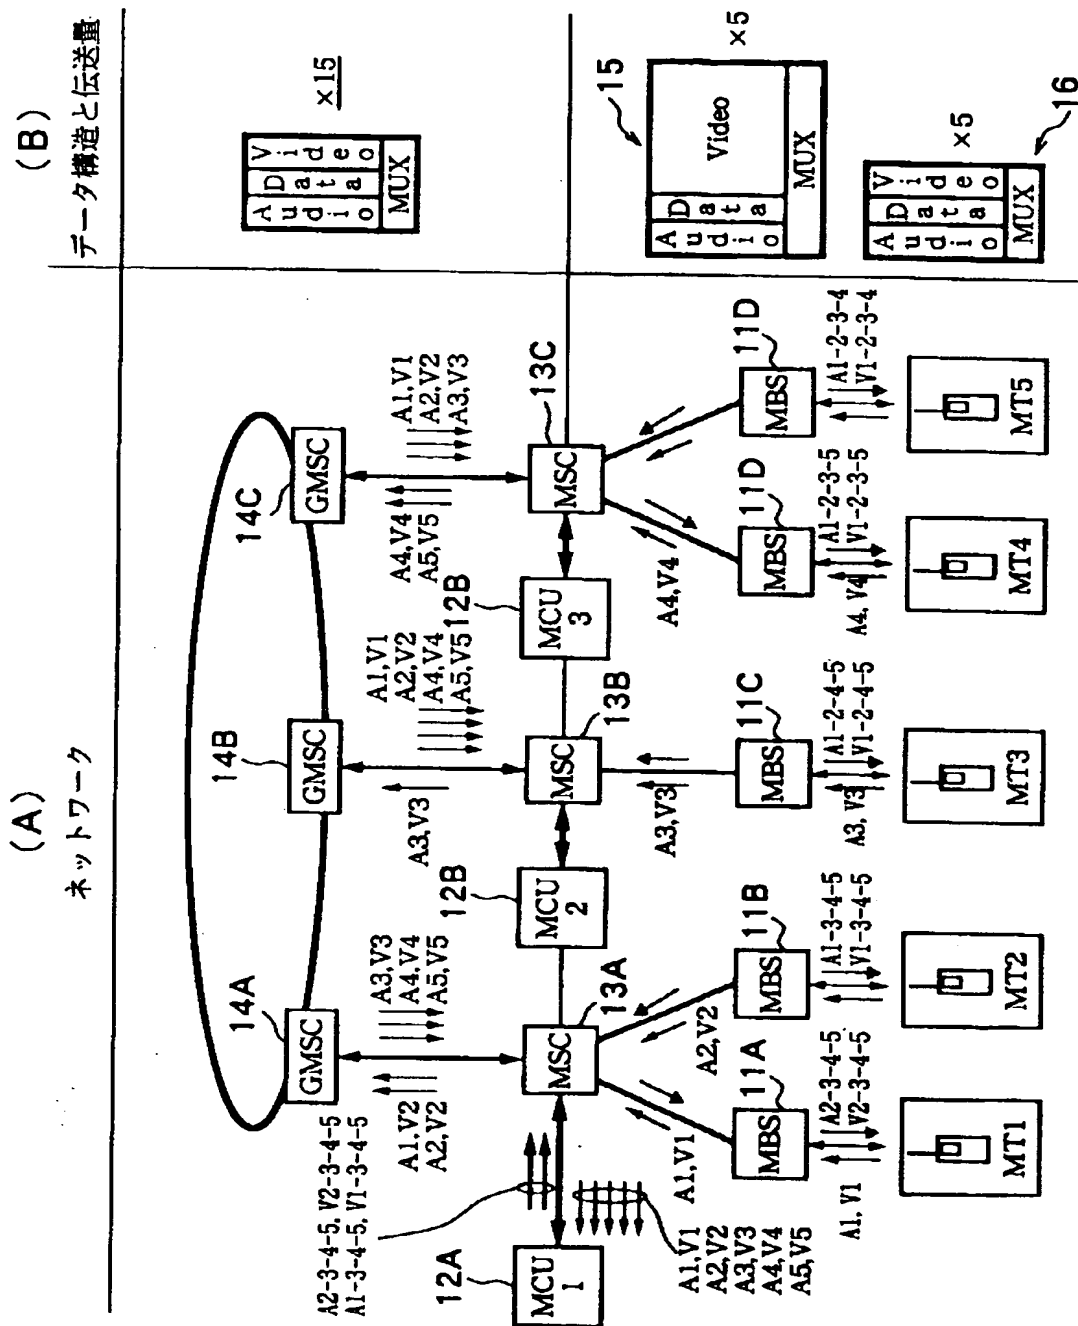 (A)
ネットワーク
(B)
データ構造と伝送量
14A
GMSC
14B
GMSC
14C
GMSC
A2-3-4-5, V2-3-4-5
A1-3-4-5, V1-3-4-5
A1,V2
A2,V2
A3,V3
A4,V4
A5,V5
A3,V3
A1,V1
A2,V2
A4,V4
A5,V5
A4,V4
A5,V5
A1,V1
A2,V2
A3,V3
12A
MCU
1
13A
MSC
12B
MCU
2
13B
MSC
12B
MCU
3
13C
MSC
A1,V1
A2,V2
A3,V3
A4,V4
A5,V5
A1,V1
A2,V2
A3,V3
A4,V4
11A
MBS
11B
MBS
11C
MBS
11D
MBS
11D
MBS
A1, V1
A2-3-4-5
V2-3-4-5
A1-3-4-5
V1-3-4-5
A3, V3
A1-2-4-5
V1-2-4-5
A4, V4
A1-2-3-5
V1-2-3-5
A1-2-3-4
V1-2-3-4
MT1
MT2
MT3
MT4
MT5
Audio
Data
Video
MUX
×15
15
Audio
Data
Video
MUX
×5
Audio
Data
Video
MUX
×5
16